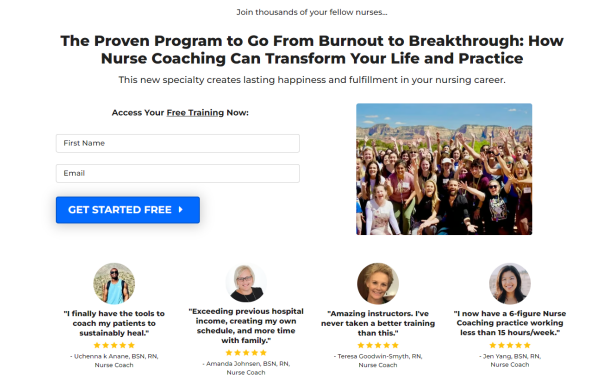 Join thousands of your fellow nurses...
The Proven Program to Go From Burnout to Breakthrough: How
Nurse Coaching Can Transform Your Life and Practice
This new specialty creates lasting happiness and fulfillment in your nursing career.
Access Your Free Training Now:
First Name
Email
GET STARTED FREE
"I finally have the tools to
coach my patients to
sustainably heal."
- Uchenna k Anane, BSN, RN,
Nurse Coach
"Exceeding previous hospital
income, creating my own
schedule, and more time
with family."
- Amanda Johnsen, BSN, RN,
Nurse Coach
"Amazing instructors. I've
never taken a better training
than this."
- Teresa Goodwin-Smyth, RN,
Nurse Coach
"I now have a 6-figure Nurse
Coaching practice working
less than 15 hours/week."
- Jen Yang, BSN, RN,
Nurse Coach